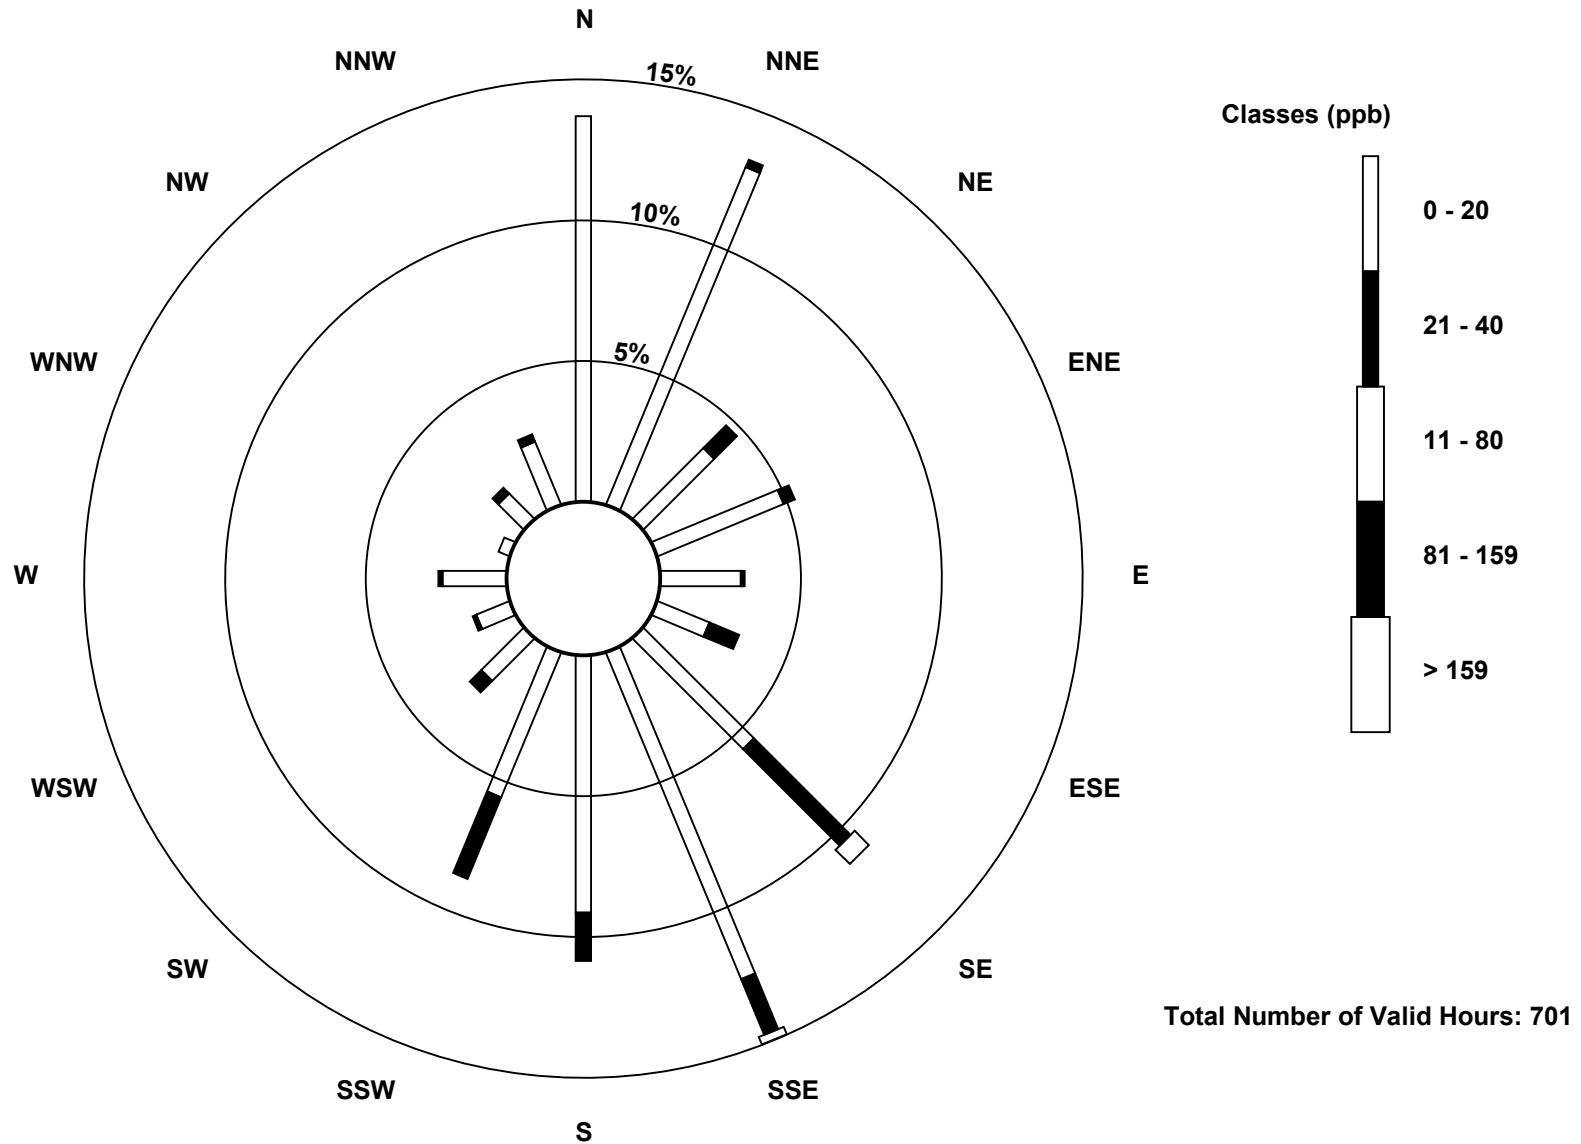 N
NNW
NNE
15%
Classes (ppb)
NW
NE
10%
0 - 20
21 - 40
5%
WNW
ENE
11 - 80
81 - 159
W
E
> 159
WSW
ESE
SW
SE
Total Number of Valid Hours: 701
SSW
SSE
S